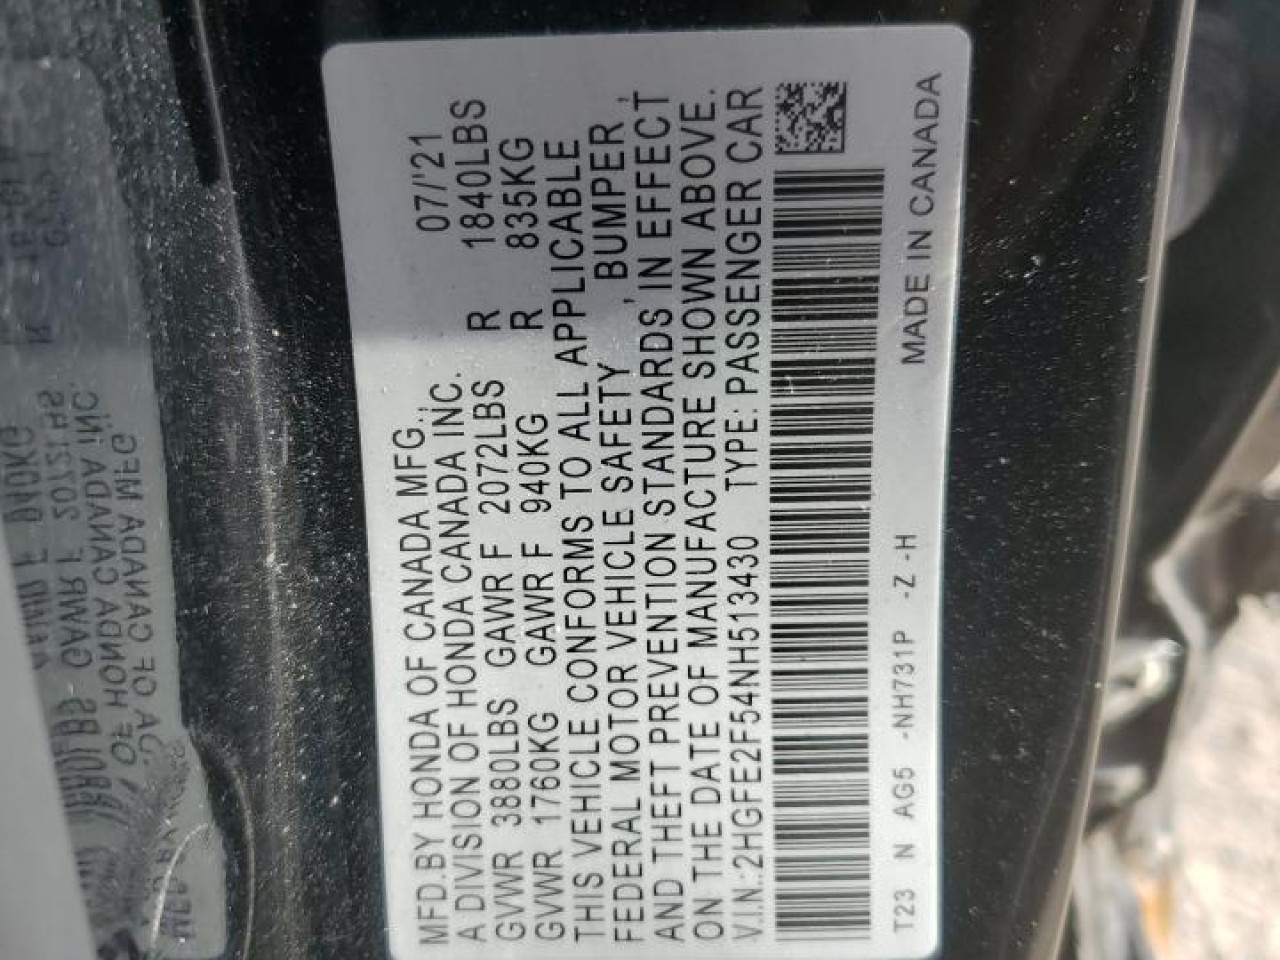 MFD.BY HONDA OF CANADA MFG., 07/'21
A DIVISION OF HONDA CANADA INC.
GVWR 3880LBS GAWR F 2072LBS R 1840LBS
GVWR 1760KG GAWR F 940KG R 835KG
THIS VEHICLE CONFORMS TO ALL APPLICABLE
FEDERAL MOTOR VEHICLE SAFETY, BUMPER,
AND THEFT PREVENTION STANDARDS IN EFFECT
ON THE DATE OF MANUFACTURE SHOWN ABOVE.
V.I.N.:2HGFE2F54NH513430 TYPE: PASSENGER CAR
T23 N AG5 -NH731P -Z -H MADE IN CANADA